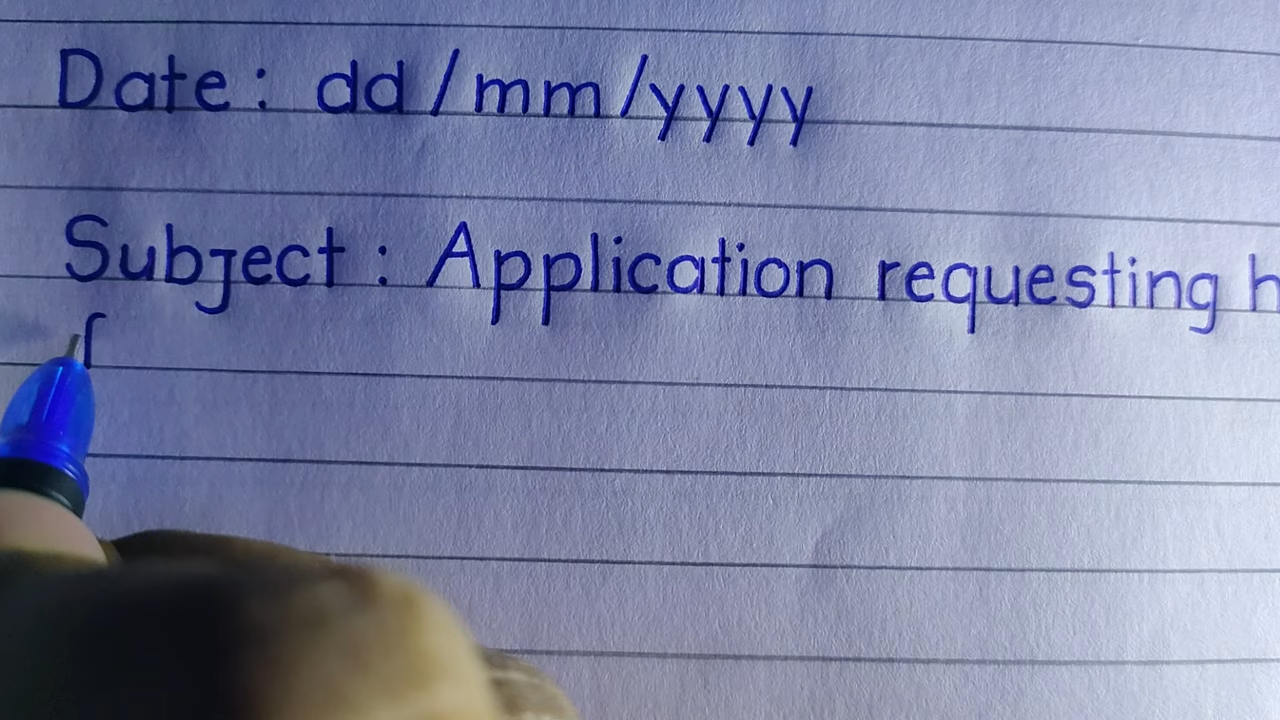 Date : dd/mm/yyyy
Subject : Application requesting